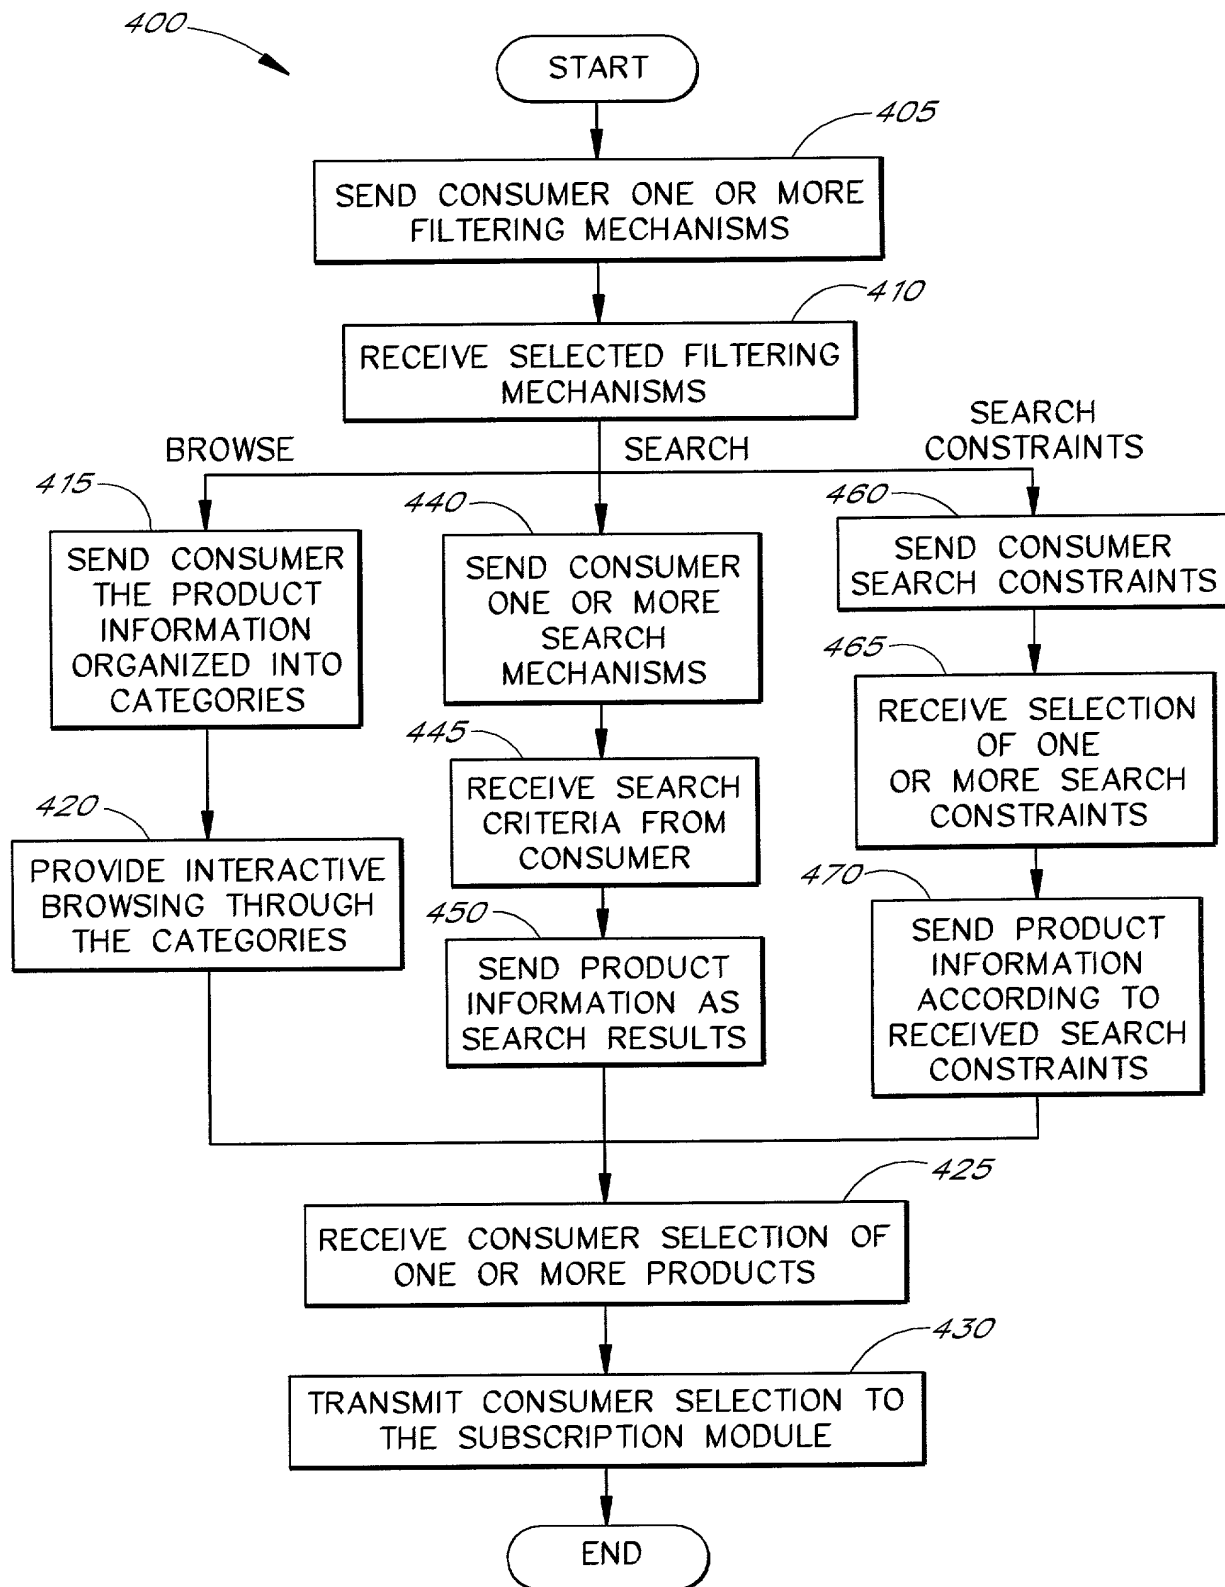 400
START
405
SEND CONSUMER ONE OR MORE
FILTERING MECHANISMS
410
RECEIVE SELECTED FILTERING
MECHANISMS
BROWSE
SEARCH
SEARCH
CONSTRAINTS
415
SEND CONSUMER
THE PRODUCT
INFORMATION
ORGANIZED INTO
CATEGORIES
420
PROVIDE INTERACTIVE
BROWSING THROUGH
THE CATEGORIES
440
SEND CONSUMER
ONE OR MORE
SEARCH
MECHANISMS
445
RECEIVE SEARCH
CRITERIA FROM
CONSUMER
450
SEND PRODUCT
INFORMATION AS
SEARCH RESULTS
460
SEND CONSUMER
SEARCH CONSTRAINTS
465
RECEIVE SELECTION
OF ONE
OR MORE SEARCH
CONSTRAINTS
470
SEND PRODUCT
INFORMATION
ACCORDING TO
RECEIVED SEARCH
CONSTRAINTS
425
RECEIVE CONSUMER SELECTION OF
ONE OR MORE PRODUCTS
430
TRANSMIT CONSUMER SELECTION TO
THE SUBSCRIPTION MODULE
END